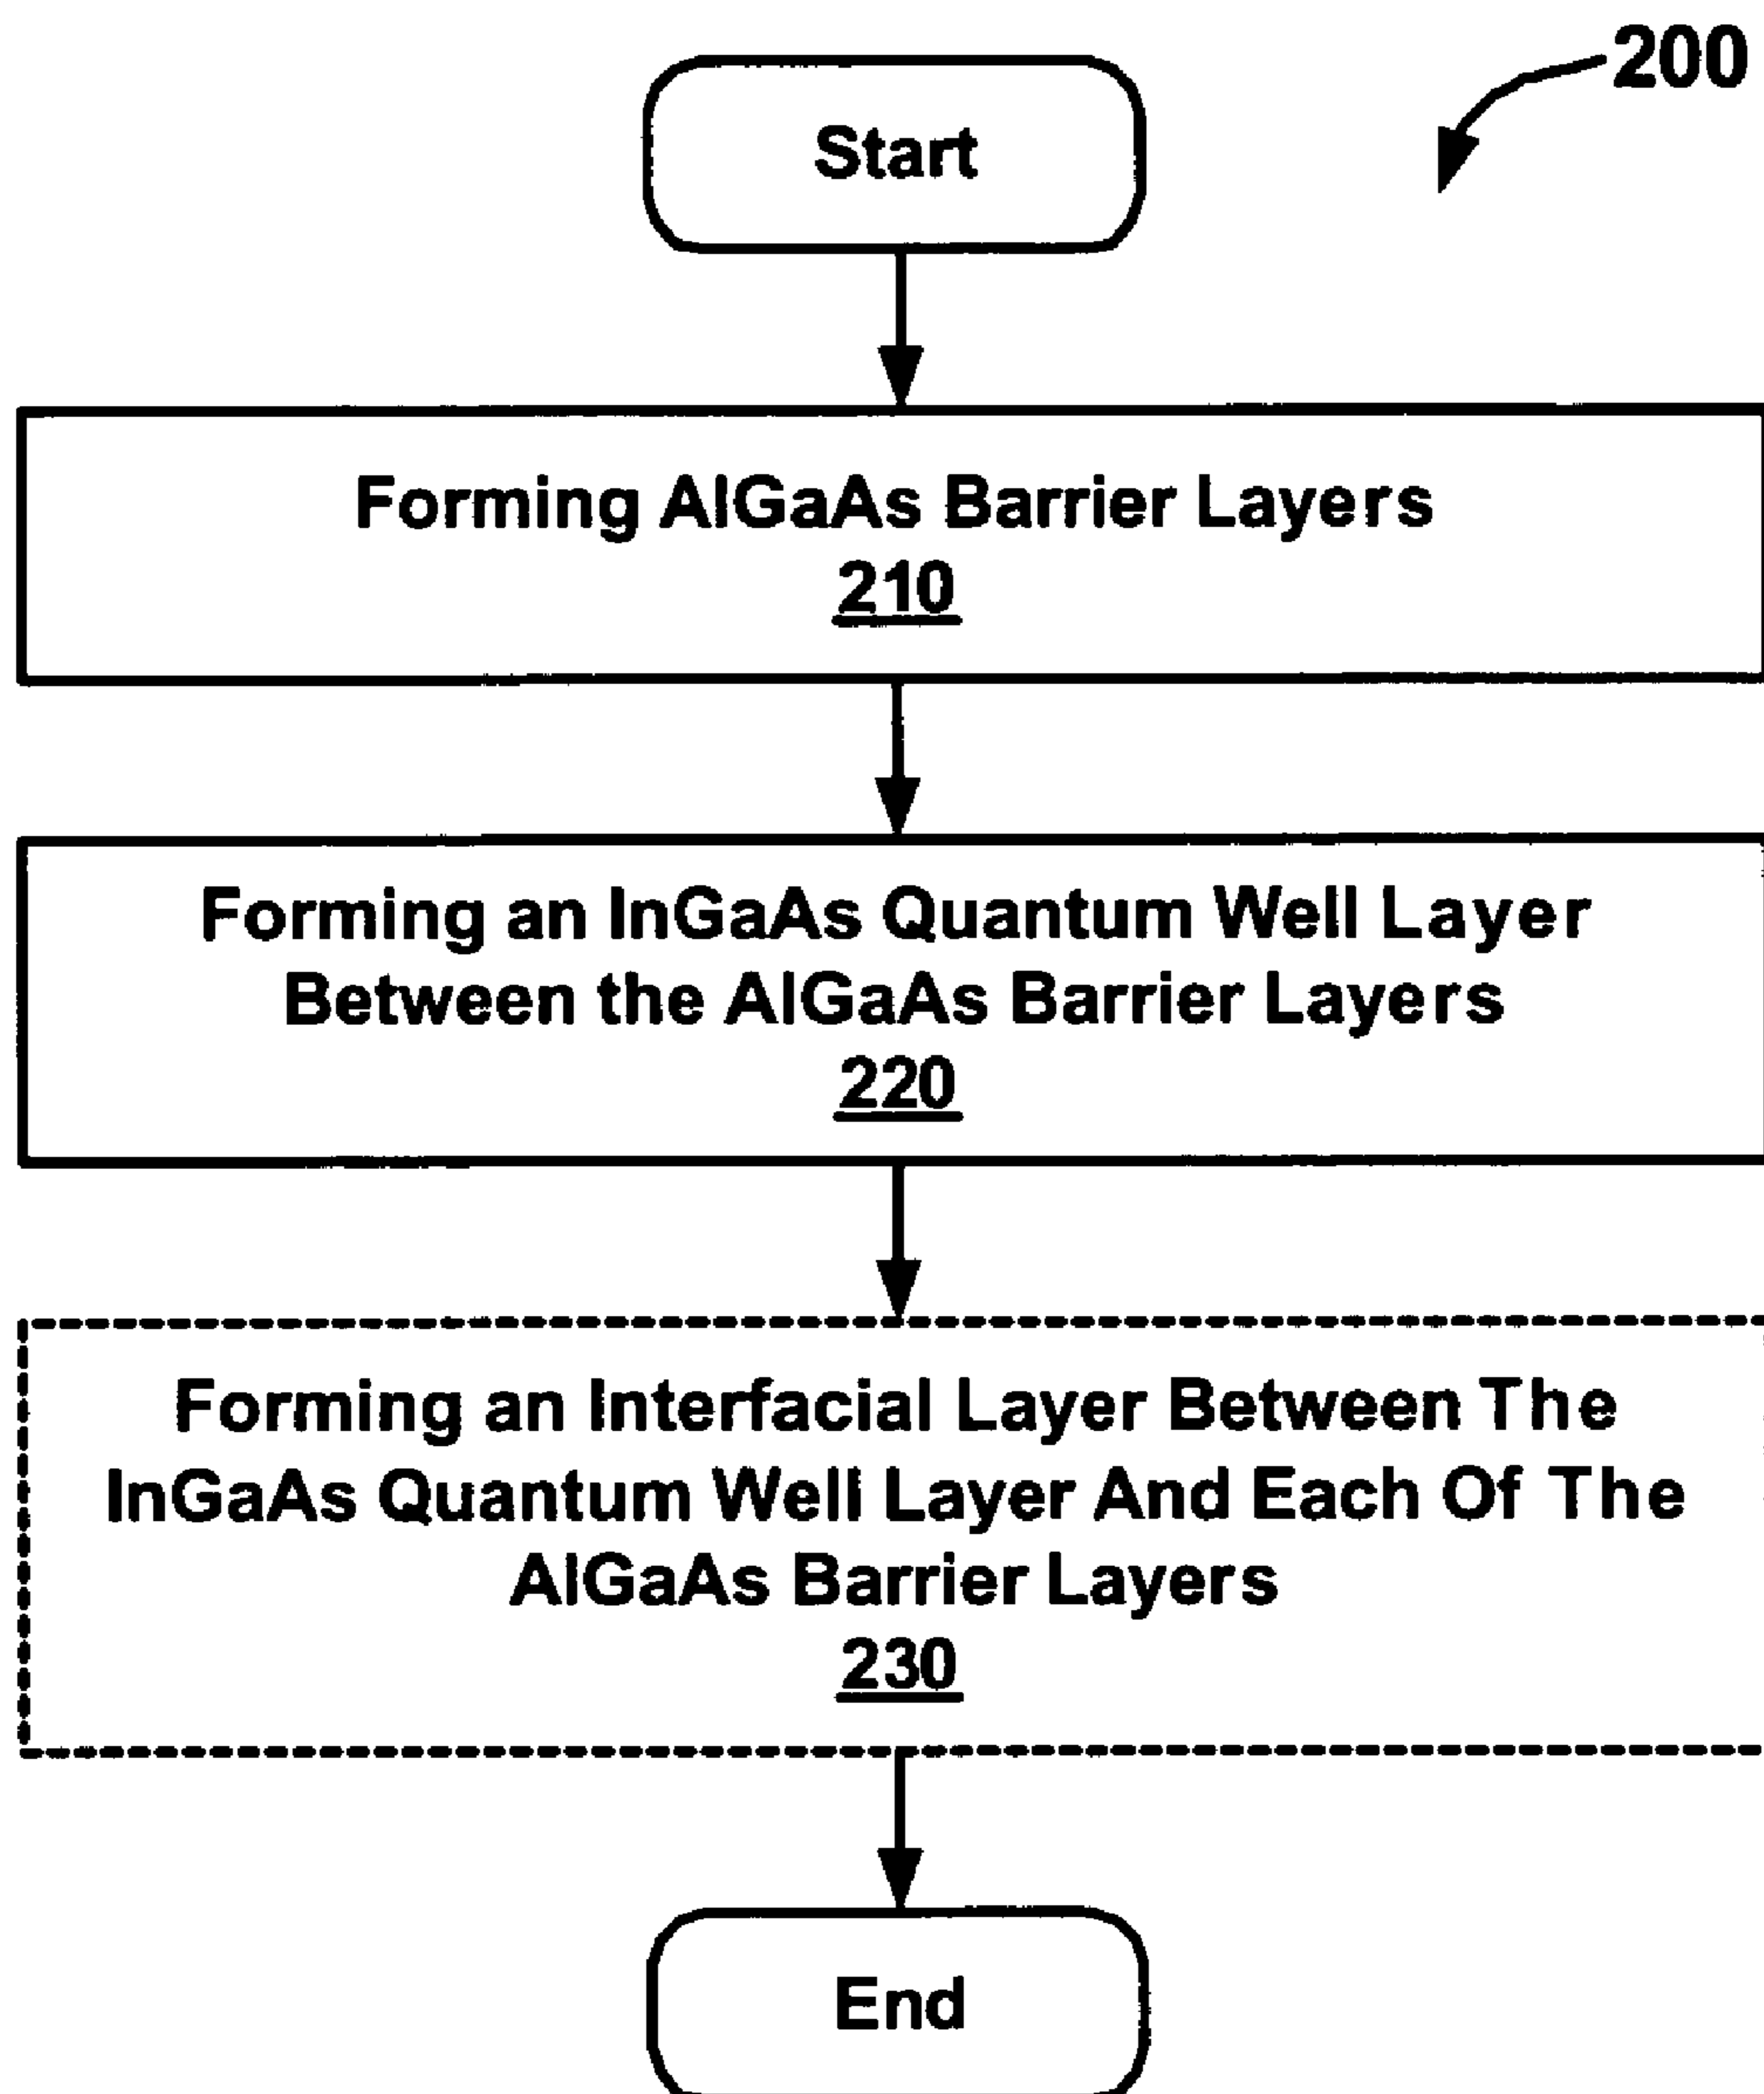 200
Start
Forming AlGaAs Barrier Layers
210
Forming an InGaAs Quantum Well Layer
Between the AlGaAs Barrier Layers
220
Forming an Interfacial Layer Between The
InGaAs Quantum Well Layer And Each Of The
AlGaAs Barrier Layers
230
End